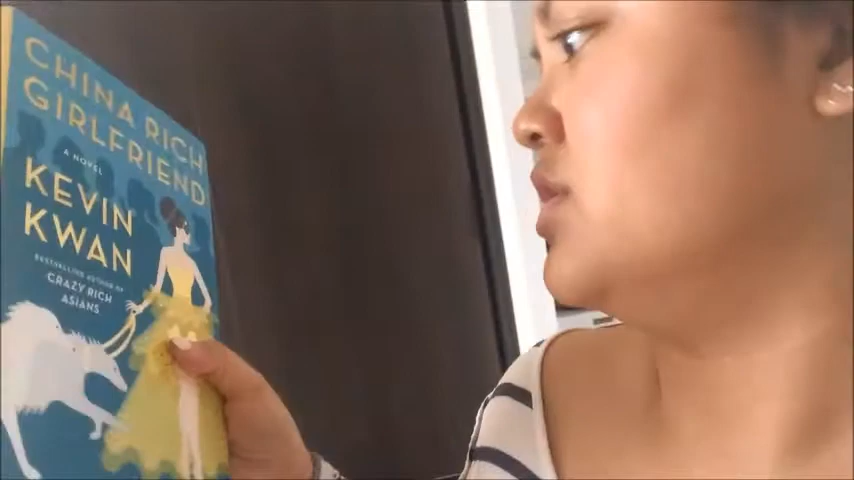 CHINA RICH
GIRLFRIEND
A NOVEL
KEVIN
KWAN
BESTSELLING AUTHOR OF
CRAZY RICH
ASIANS